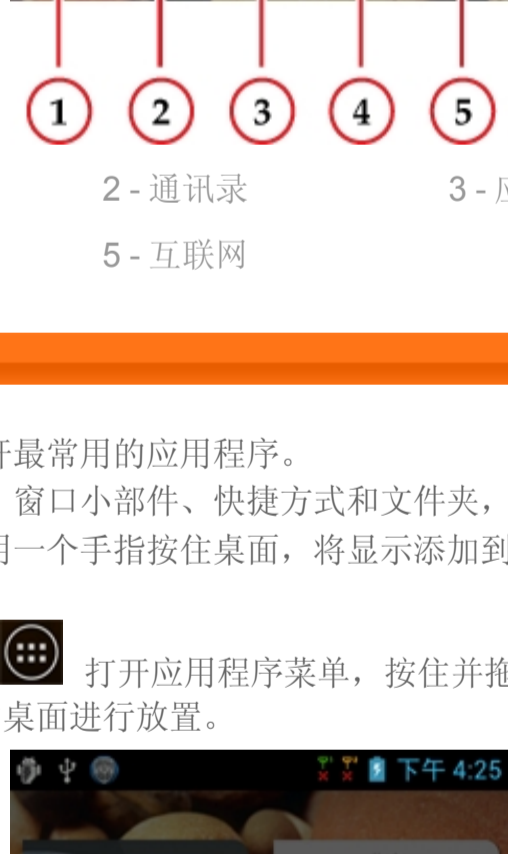 1 2 3 4 5
2 - 通讯录 3 -
5 - 互联网
最常用的应用程序。
窗口小部件、快捷方式和文件夹，
一个手指按住桌面，将显示添加到
打开应用程序菜单，按住并拖
桌面进行放置。
下午 4:25